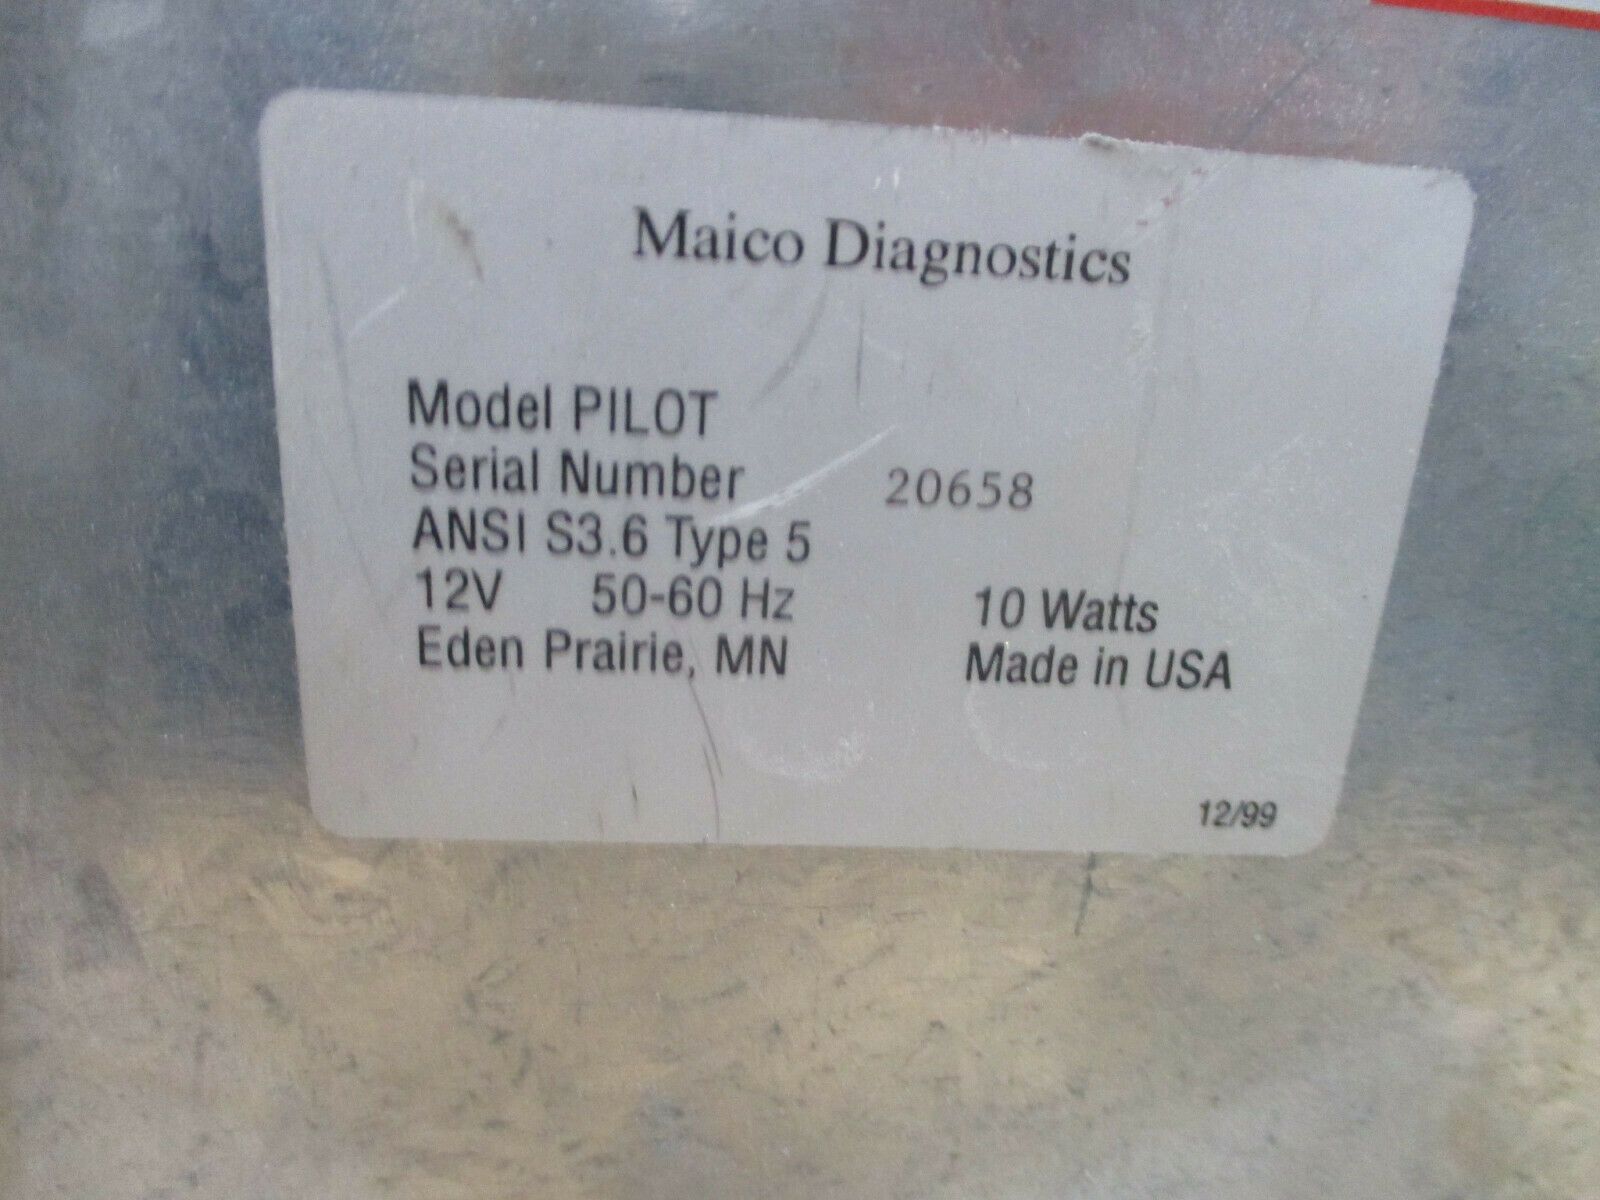 Maico Diagnostics
Model PILOT
Serial Number 20658
ANSI S3.6 Type 5
12V 50-60 Hz 10 Watts
Eden Prairie, MN Made in USA
12/99